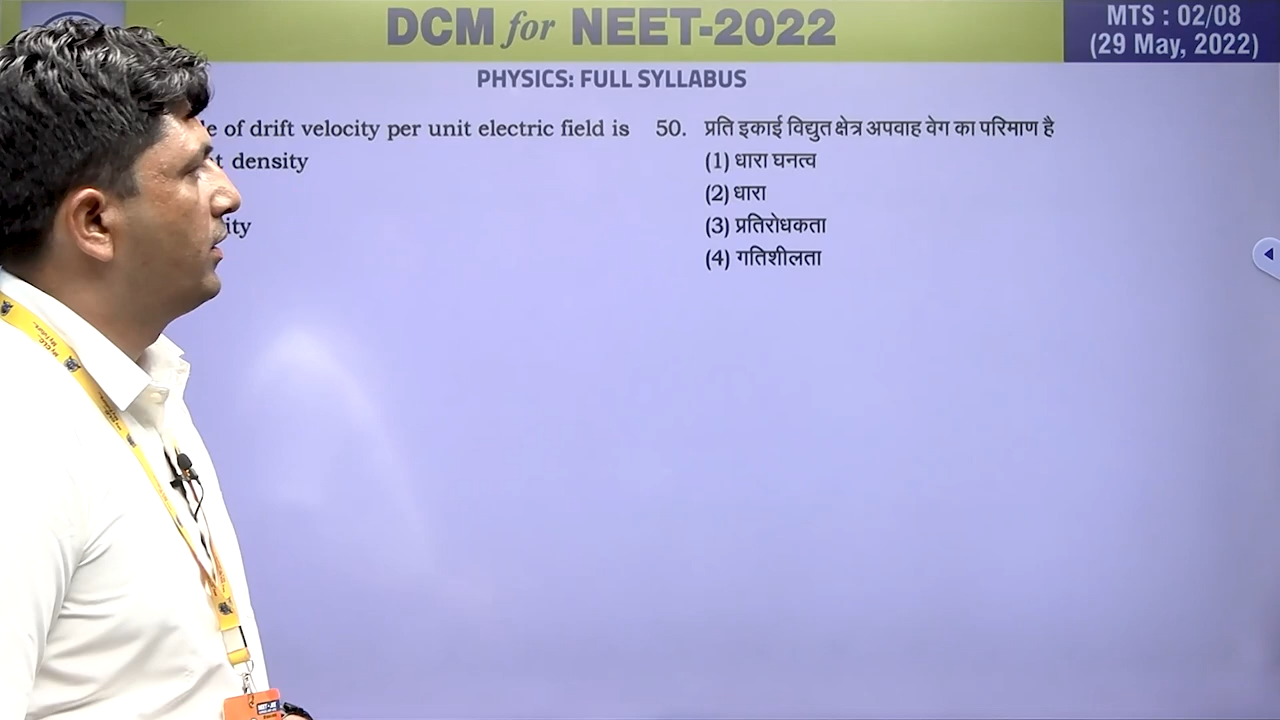 DCM for NEET-2022
MTS : 02/08
(29 May, 2022)
PHYSICS: FULL SYLLABUS
of drift velocity per unit electric field is
density
50. प्रति इकाई विद्युत क्षेत्र अपवाह वेग का परिमाण है
(1) धारा घनत्व
(2) धारा
(3) प्रतिरोधकता
(4) गतिशीलता